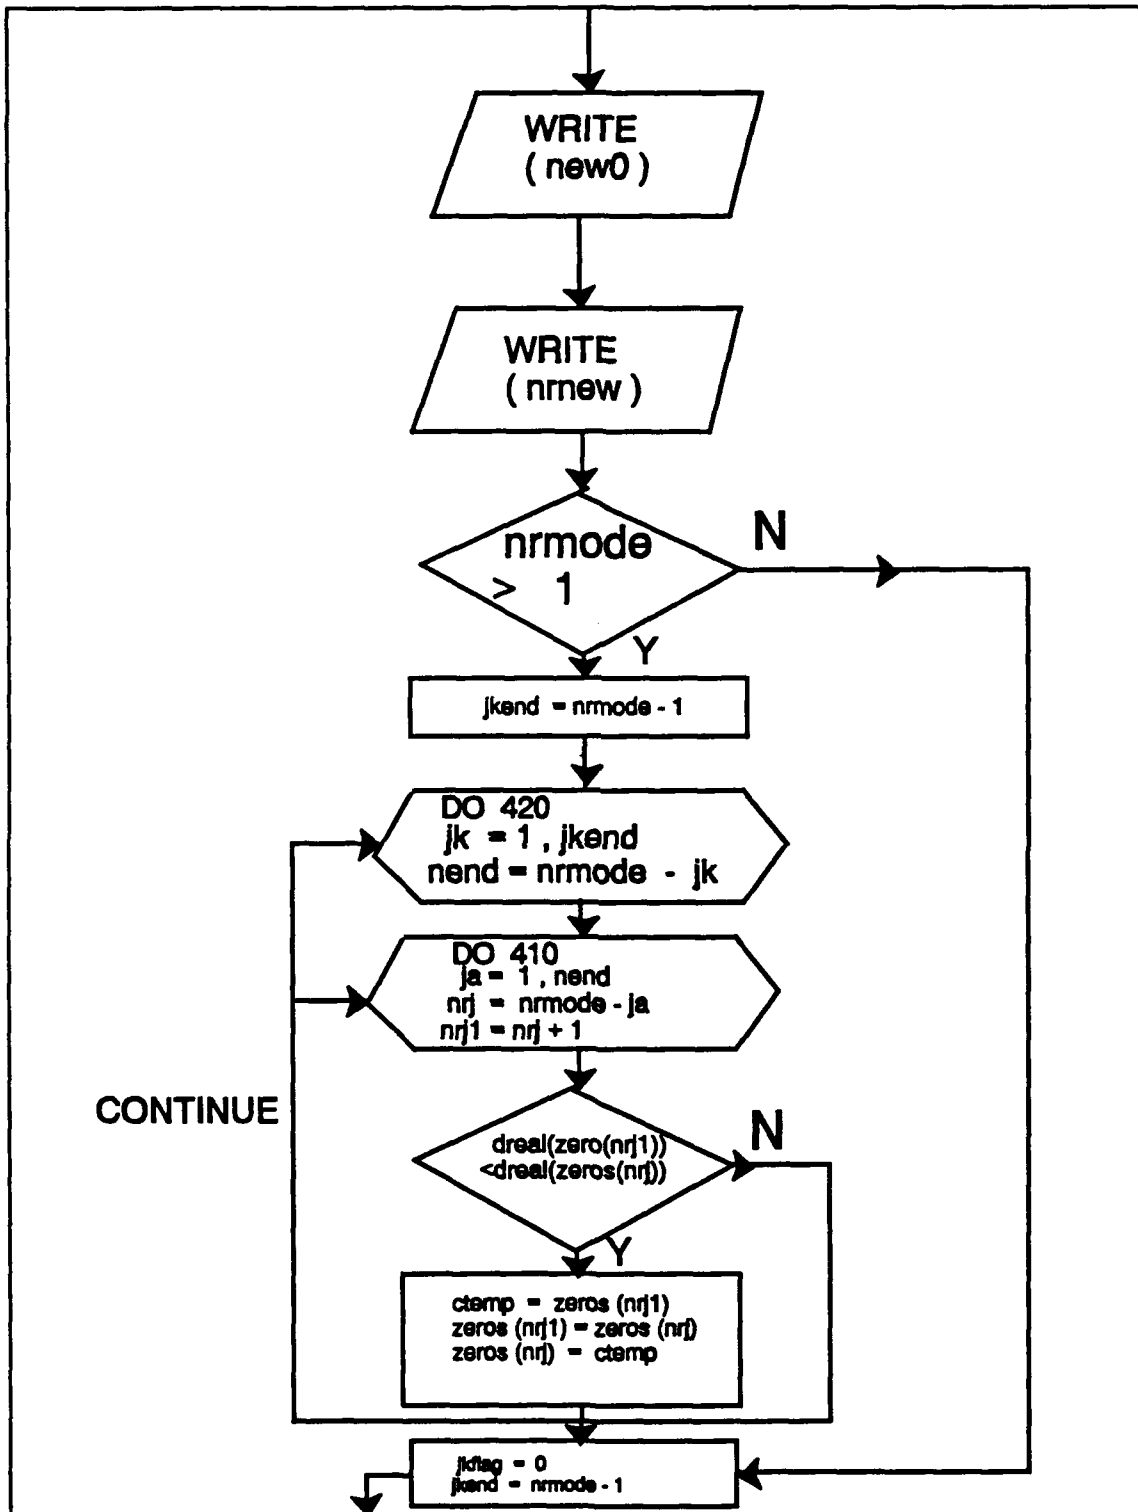 WRITE
( new0 )
WRITE
( nrnew )
nrmode
> 1
N
Y
jkend = nrmode - 1
DO 420
jk = 1 , jkend
nend = nrmode - jk
DO 410
ja = 1 , nend
nrj = nrmode - ja
nrj1 = nrj + 1
CONTINUE
dreal(zero(nrj1))
<dreal(zeros(nrj))
N
Y
ctemp = zeros (nrj1)
zeros (nrj1) = zeros (nrj)
zeros (nrj) = ctemp
jkflag = 0
jkend = nrmode - 1